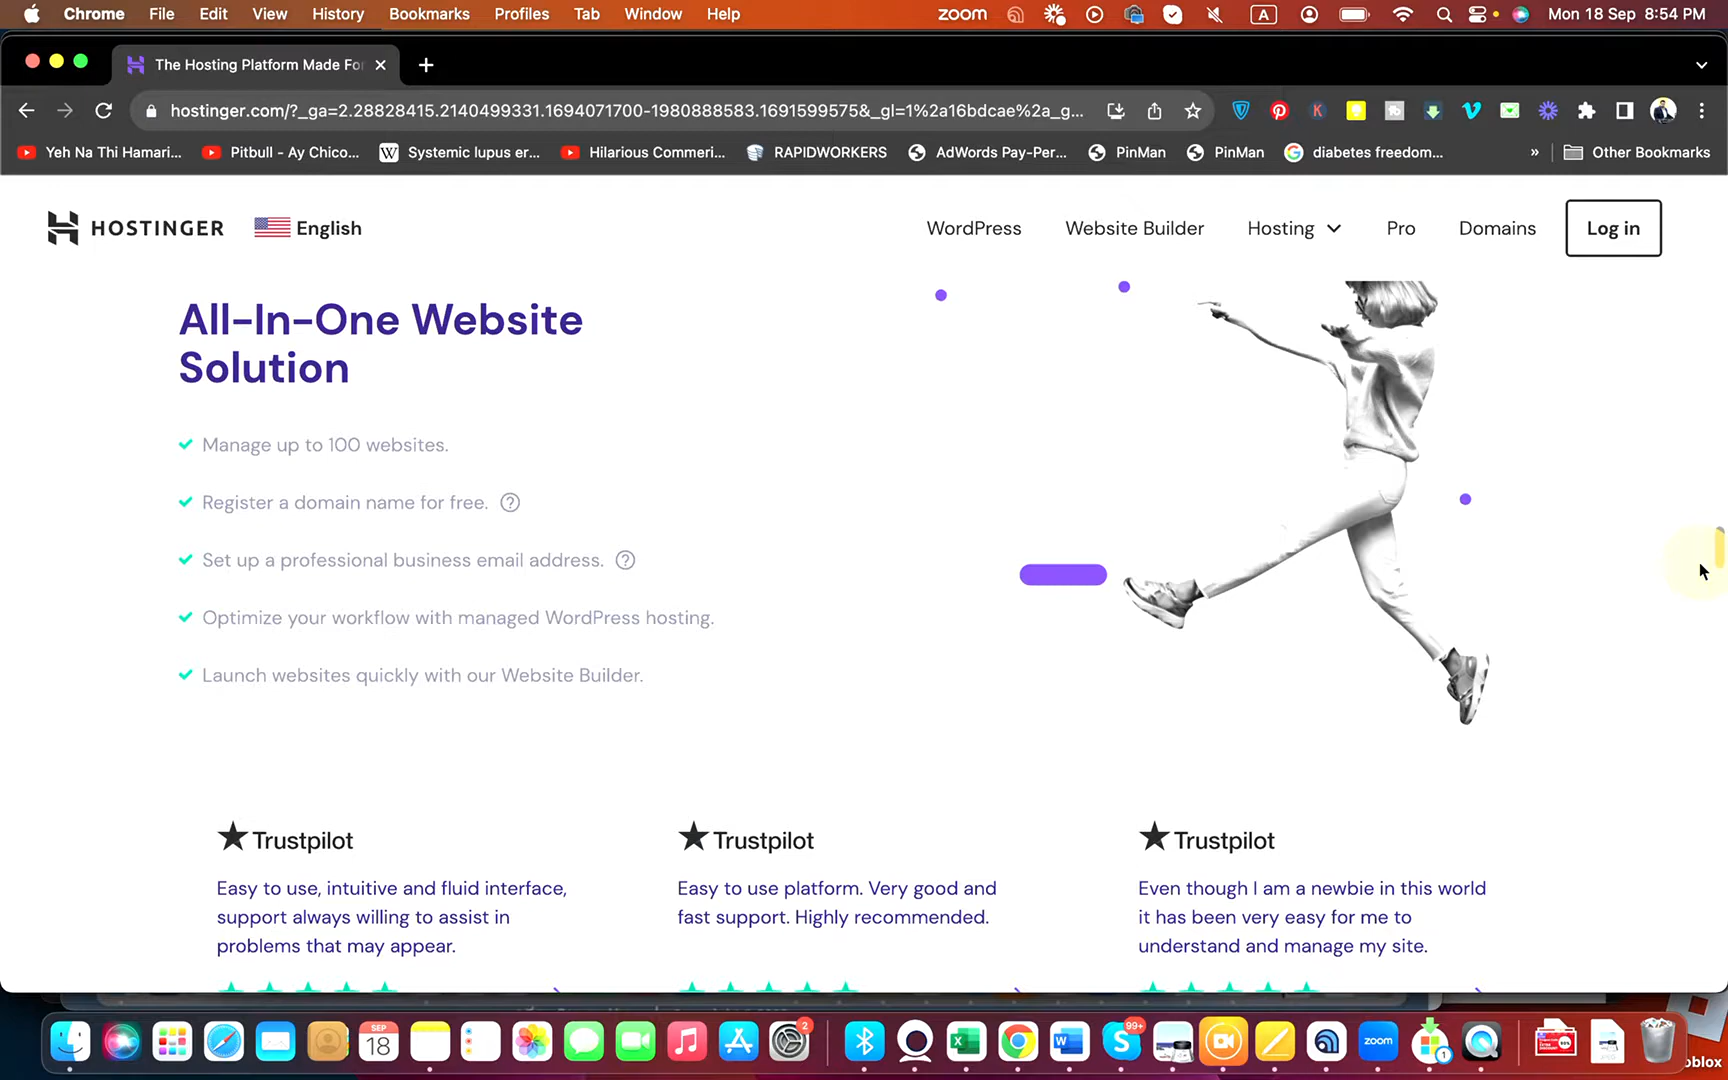 Chrome File Edit View History Bookmarks Profiles Tab Window Help zoom A Mon 18 Sep 8:54 PM
The Hosting Platform Made For
hostinger.com/?_ga=2.28828415.2140499331.1694071700-1980888583.1691599575&_gl=1%2a16bdcae%2a_g...
Yeh Na Thi Hamari... Pitbull - Ay Chico... Systemic lupus er... Hilarious Commeri... RAPIDWORKERS AdWords Pay-Per... PinMan PinMan diabetes freedom... » Other Bookmarks
HOSTINGER English WordPress Website Builder Hosting Pro Domains Log in
All-In-One Website
Solution
Manage up to 100 websites.
Register a domain name for free.
Set up a professional business email address.
Optimize your workflow with managed WordPress hosting.
Launch websites quickly with our Website Builder.
Trustpilot Trustpilot Trustpilot
Easy to use, intuitive and fluid interface,
support always willing to assist in
problems that may appear.
Easy to use platform. Very good and
fast support. Highly recommended.
Even though I am a newbie in this world
it has been very easy for me to
understand and manage my site.
SEP
18
2
99+
zoom
1
oblox